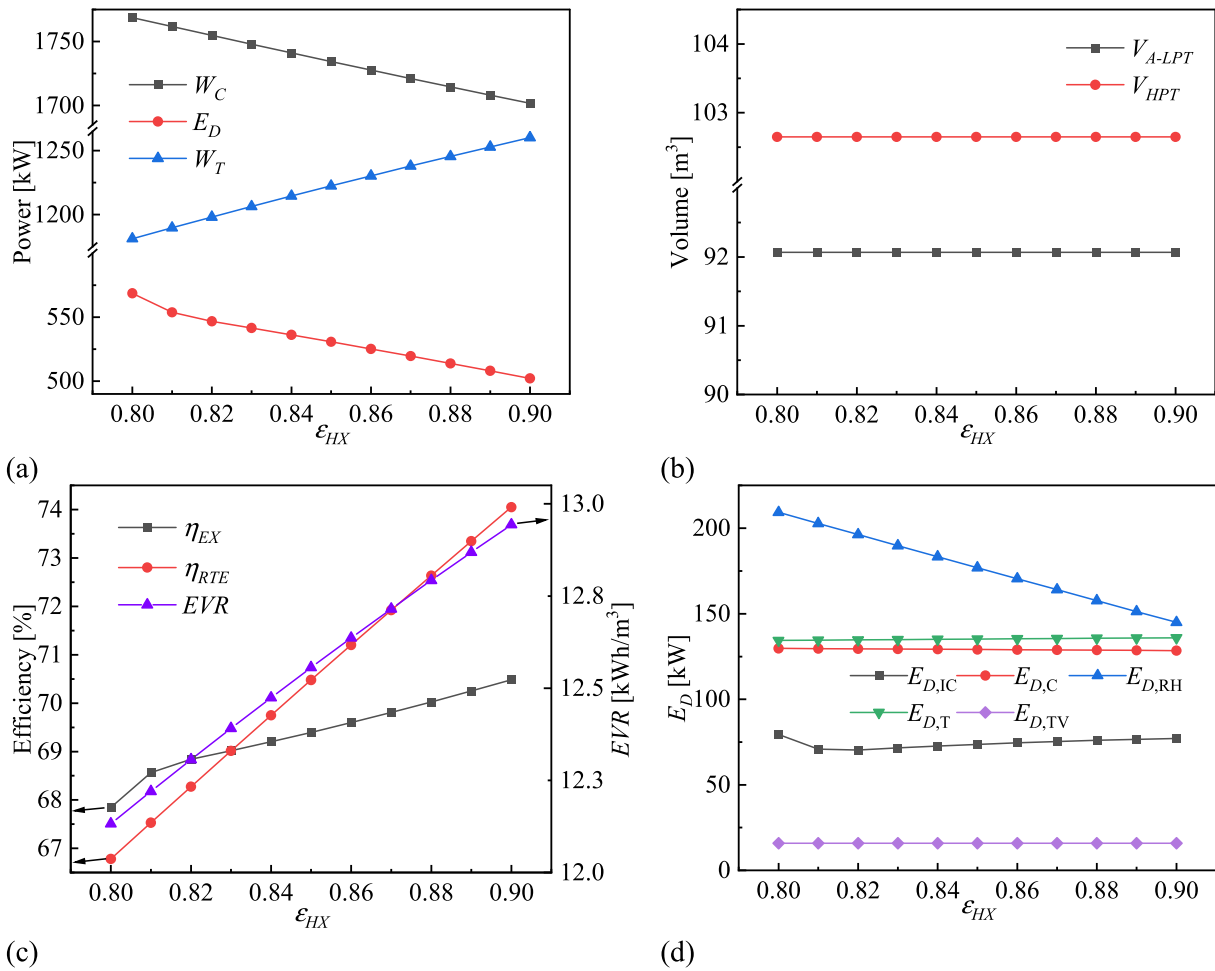 1750
1700
1250
1200
550
500
Power [kW]
W_C
E_D
W_T
0.80 0.82 0.84 0.86 0.88 0.90
ε_HX
(a)
104
103
92
91
90
Volume [m³]
V_A-LPT
V_HPT
0.80 0.82 0.84 0.86 0.88 0.90
ε_HX
(b)
74
73
72
71
70
69
68
67
Efficiency [%]
η_EX
η_RTE
EVR
13.0
12.8
12.5
12.3
12.0
EVR [kWh/m³]
0.80 0.82 0.84 0.86 0.88 0.90
ε_HX
(c)
200
150
100
50
0
E_D [kW]
E_D,IC E_D,C E_D,RH
E_D,T E_D,TV
0.80 0.82 0.84 0.86 0.88 0.90
ε_HX
(d)